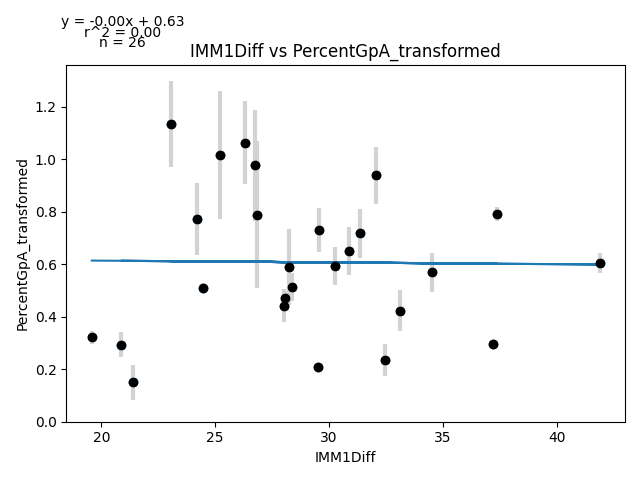 y = -0.00x + 0.63
r^2 = 0.00
n = 26
IMM1Diff vs PercentGpA_transformed
1.2
1.0
0.8
0.6
0.4
0.2
0.0
PercentGpA_transformed
20 25 30 35 40
IMM1Diff